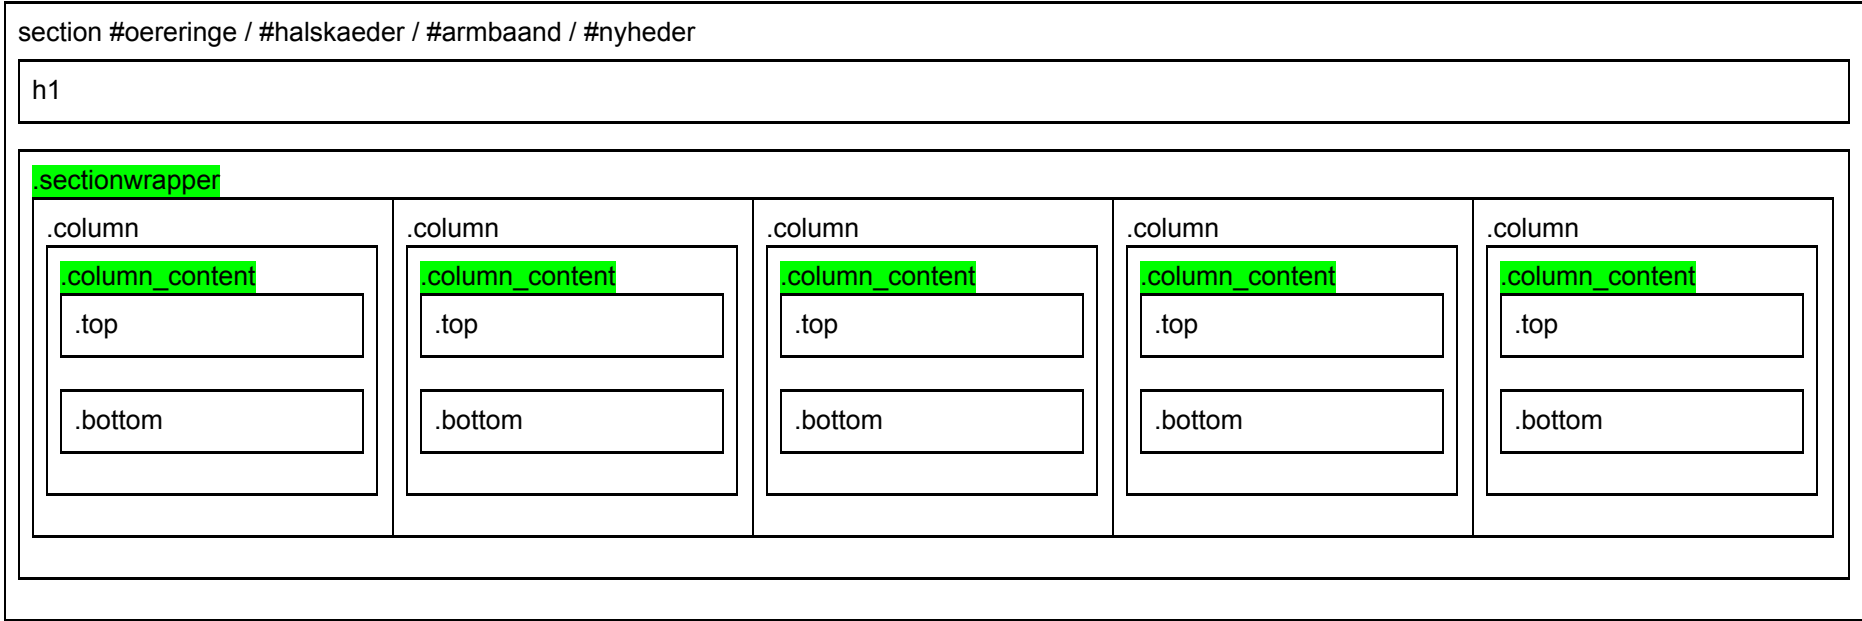 section #oereringe / #halskaeder / #armbaand / #nyheder
h1
.sectionwrapper
.column .column .column .column .column
.column_content .column_content .column_content .column_content .column_content
.top .top .top .top .top
.bottom .bottom .bottom .bottom .bottom